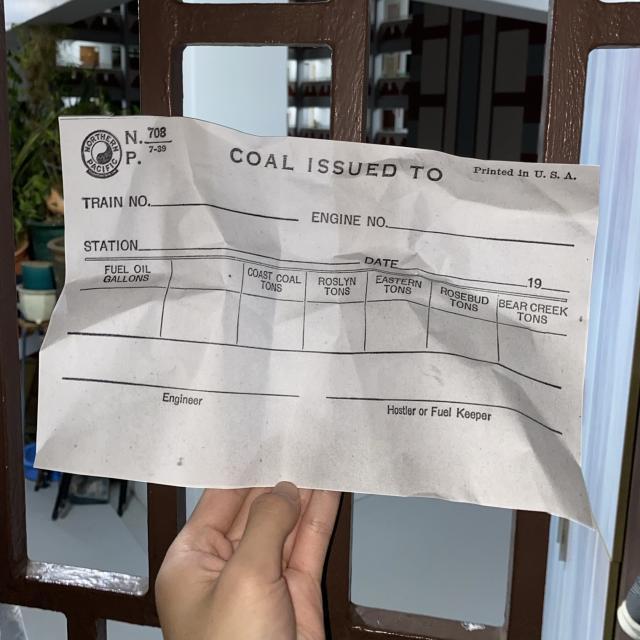 NORTHERN PACIFIC
N. P. 708
7-39
COAL ISSUED TO
Printed in U. S. A.
TRAIN NO.
ENGINE NO.
STATION
DATE 19
FUEL OIL GALLONS
COAST COAL TONS
ROSLYN TONS
EASTERN TONS
ROSEBUD TONS
BEAR CREEK TONS
Engineer
Hostler or Fuel Keeper